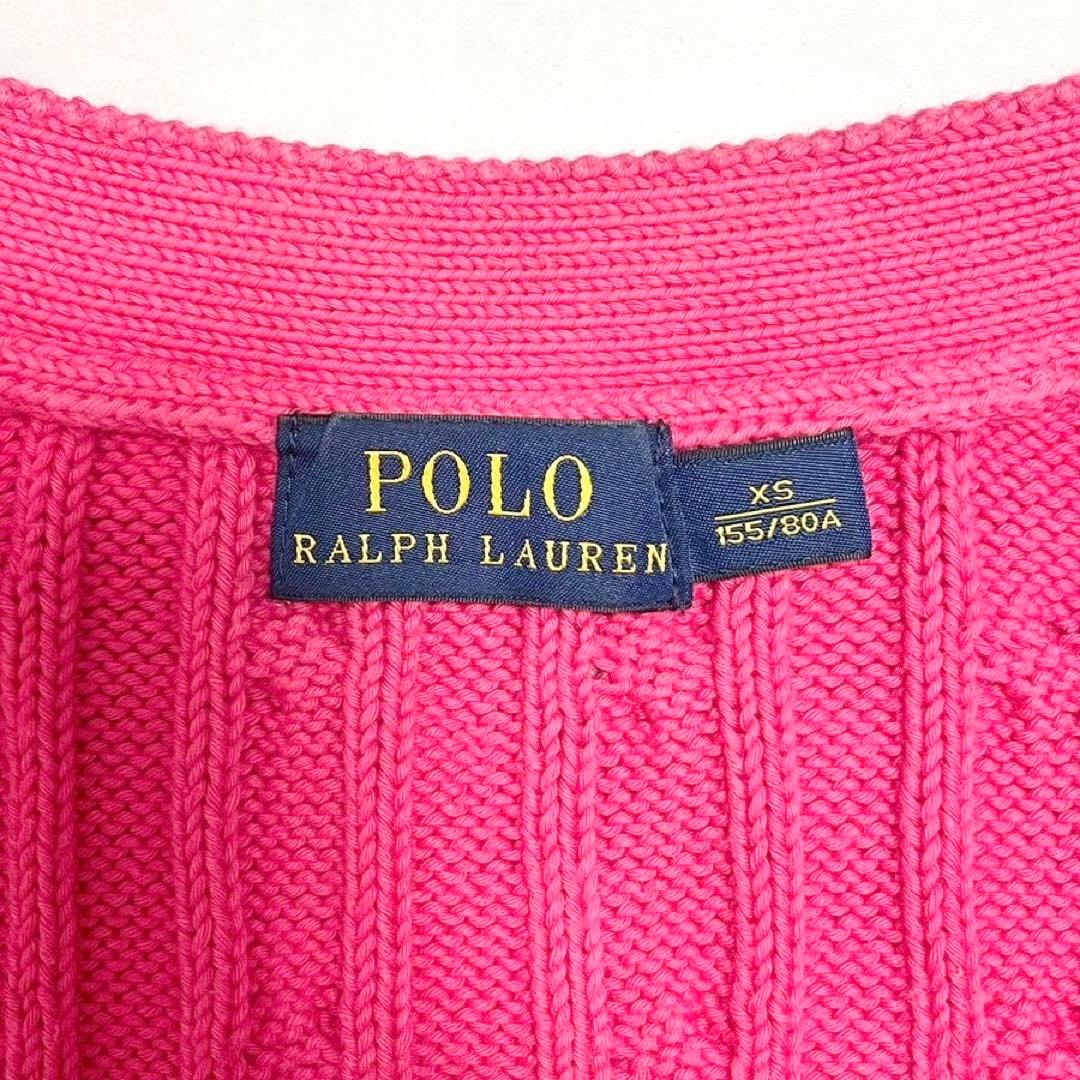 POLO
RALPH LAUREN
XS
155/80A